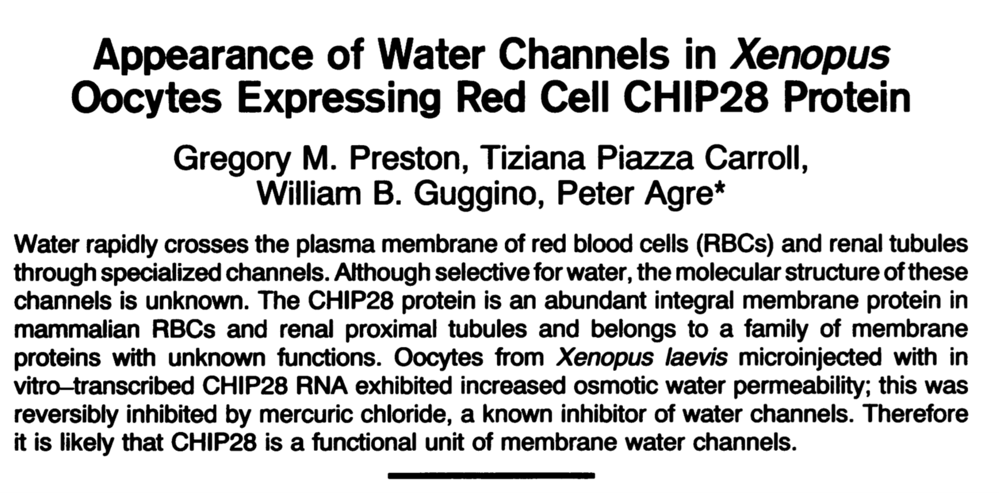 Appearance of Water Channels in Xenopus
Oocytes Expressing Red Cell CHIP28 Protein
Gregory M. Preston, Tiziana Piazza Carroll,
William B. Guggino, Peter Agre*
Water rapidly crosses the plasma membrane of red blood cells (RBCs) and renal tubules
through specialized channels. Although selective for water, the molecular structure of these
channels is unknown. The CHIP28 protein is an abundant integral membrane protein in
mammalian RBCs and renal proximal tubules and belongs to a family of membrane
proteins with unknown functions. Oocytes from Xenopus laevis microinjected with in
vitro–transcribed CHIP28 RNA exhibited increased osmotic water permeability; this was
reversibly inhibited by mercuric chloride, a known inhibitor of water channels. Therefore
it is likely that CHIP28 is a functional unit of membrane water channels.